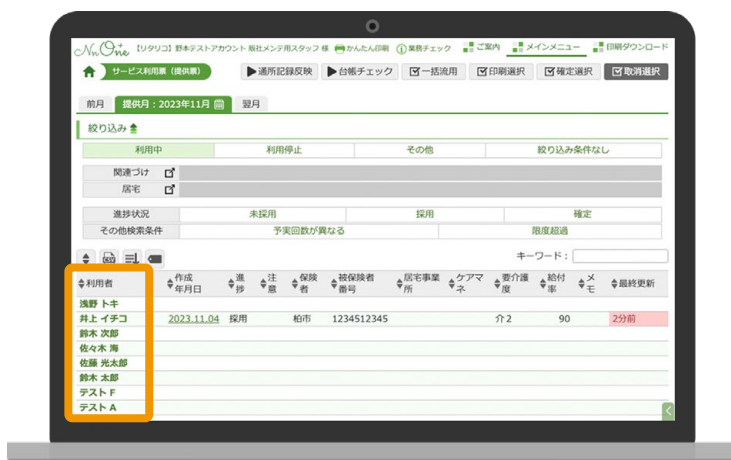 NnOne 【リタリコ】野本テストアカウント 販社メンテ用スタッフ 様 かんたん印刷 業務チェック ご案内 メインメニュー 印刷ダウンロード
サービス利用票（提供票） ▶通所記録反映 ▶台帳チェック 一括流用 印刷選択 確定選択 取消選択
前月 提供月：2023年11月 翌月
絞り込み
利用中 利用停止 その他 絞り込み条件なし
関連づけ
居宅
進捗状況 未採用 採用 確定
その他検索条件 予実回数が異なる 限度超過
キーワード：
利用者 作成年月日 進捗 注意 保険者 被保険者番号 居宅事業所 ケアマネ 要介護度 給付率 メモ 最終更新
浅野 トキ
井上 イチコ 2023.11.04 採用 柏市 1234512345 介2 90 2分前
鈴木 次郎
佐々木 海
佐藤 光太郎
鈴木 太郎
テスト F
テスト A